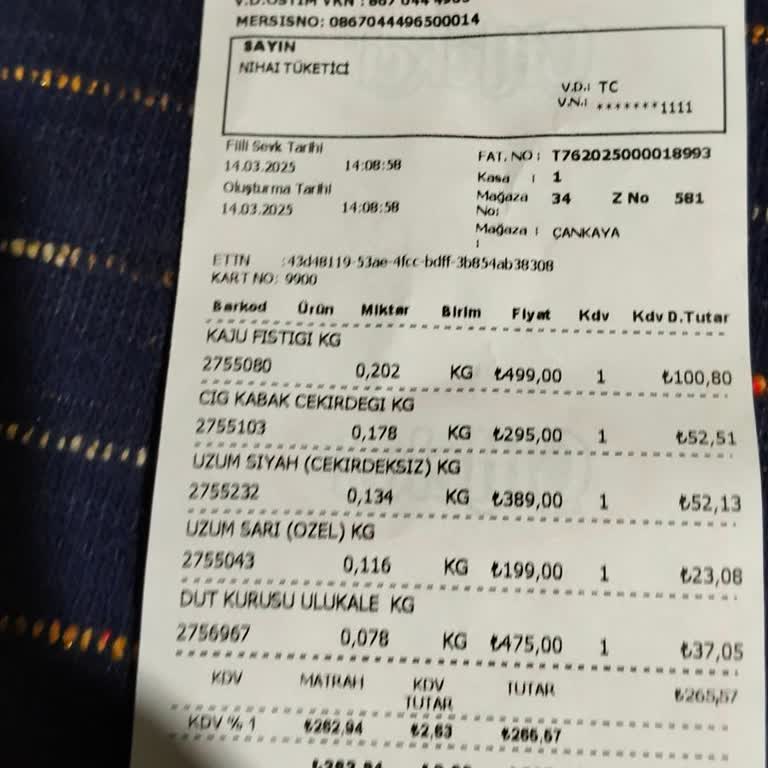 V.D.OSTIM VKN : 867 044 4965
MERSISNO: 0867044496500014
SAYIN
NIHAI TÜKETİCİ
V.D.: TC
V.N.: *******1111
Fiili Sevk Tarihi
14.03.2025 14:08:58
Oluşturma Tarihi
14.03.2025 14:08:58
FAT. NO : T762025000018993
Kasa : 1
Mağaza No: 34 Z No 581
Mağaza : ÇANKAYA
ETTN :43d48119-53ae-4fcc-bdff-3b854ab38308
KART NO: 9900
Barkod Ürün Miktar Birim Fiyat Kdv Kdv D.Tutar
KAJU FISTIGI KG
2755080 0,202 KG ₺499,00 1 ₺100,80
CIG KABAK CEKIRDEGI KG
2755103 0,178 KG ₺295,00 1 ₺52,51
UZUM SIYAH (CEKIRDEKSIZ) KG
2755232 0,134 KG ₺389,00 1 ₺52,13
UZUM SARI (OZEL) KG
2755043 0,116 KG ₺199,00 1 ₺23,08
DUT KURUSU ULUKALE KG
2756967 0,078 KG ₺475,00 1 ₺37,05
KDV MATRAH KDV TUTAR TUTAR ₺265,57
KDV % 1 ₺262,94 ₺2,63 ₺265,57